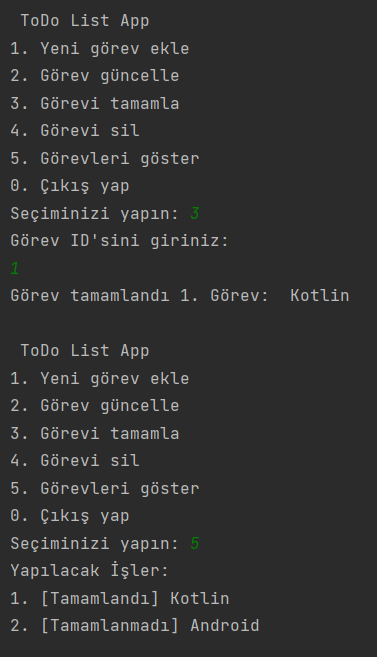 ToDo List App
1. Yeni görev ekle
2. Görev güncelle
3. Görevi tamamla
4. Görevi sil
5. Görevleri göster
0. Çıkış yap
Seçiminizi yapın: 3
Görev ID'sini giriniz:
1
Görev tamamlandı 1. Görev:  Kotlin

ToDo List App
1. Yeni görev ekle
2. Görev güncelle
3. Görevi tamamla
4. Görevi sil
5. Görevleri göster
0. Çıkış yap
Seçiminizi yapın: 5
Yapılacak İşler:
1. [Tamamlandı] Kotlin
2. [Tamamlanmadı] Android